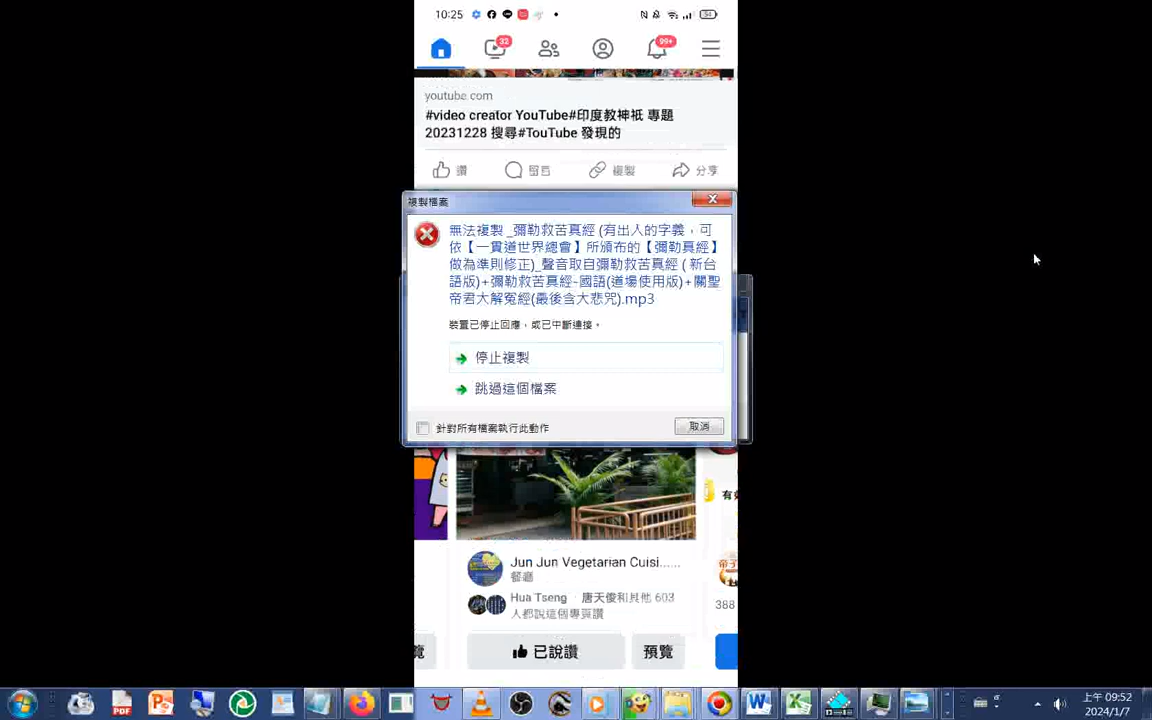 10:25
54
32
99+
youtube.com
#video creator YouTube#印度教神祇 專題
20231228 搜尋#TouTube 發現的
讚
留言
複製
分享
複製檔案
無法複製 _彌勒救苦真經 (有出人的字義，可
依【一貫道世界總會】所頒布的【彌勒真經】
做為準則修正)_聲音取自彌勒救苦真經 ( 新台
語版)+彌勒救苦真經-國語(道場使用版)+關聖
帝君大解冤經(最後含大悲咒).mp3
裝置已停止回應，或已中斷連接。
停止複製
跳過這個檔案
針對所有檔案執行此動作
取消
Jun Jun Vegetarian Cuisi......
餐廳
Hua Tseng · 唐天俊和其他 603
人都說這個專頁讚
388
覽
已說讚
預覽
上午 09:52
2024/1/7